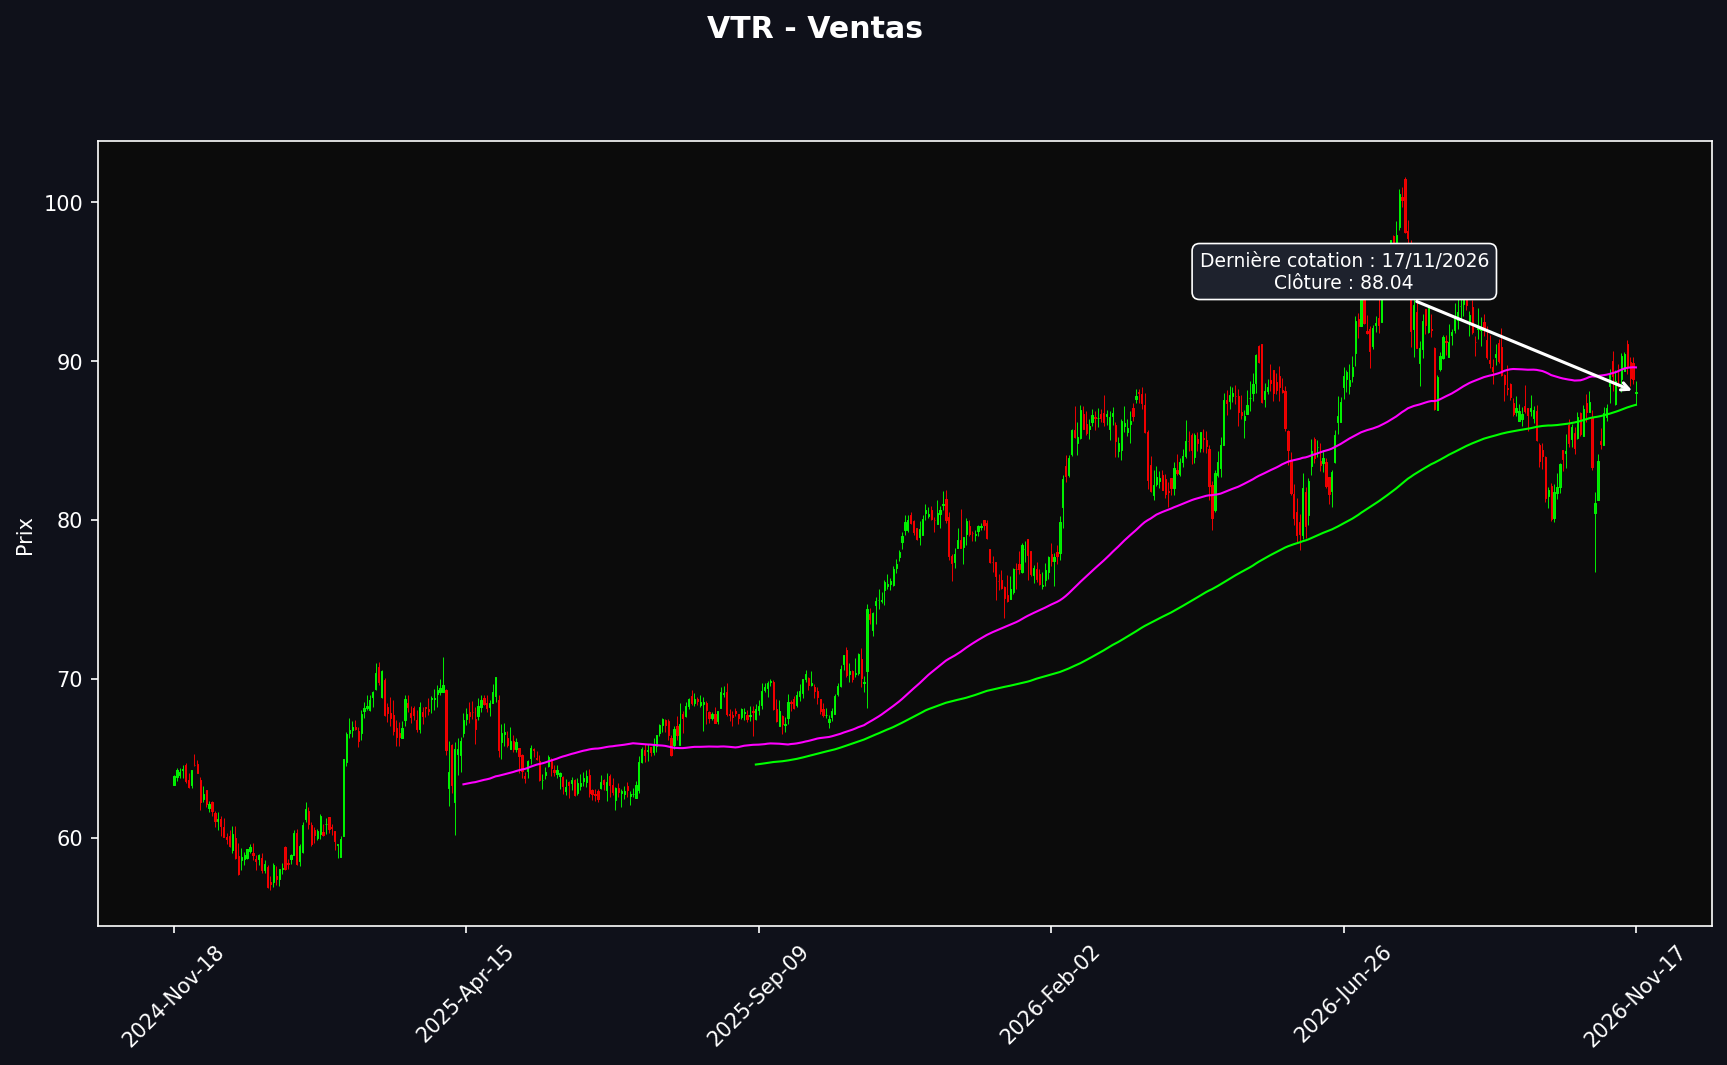 VTR - Ventas
Dernière cotation : 17/11/2026
Clôture : 88.04
Prix
100
90
80
70
60
2024-Nov-18
2025-Apr-15
2025-Sep-09
2026-Feb-02
2026-Jun-26
2026-Nov-17